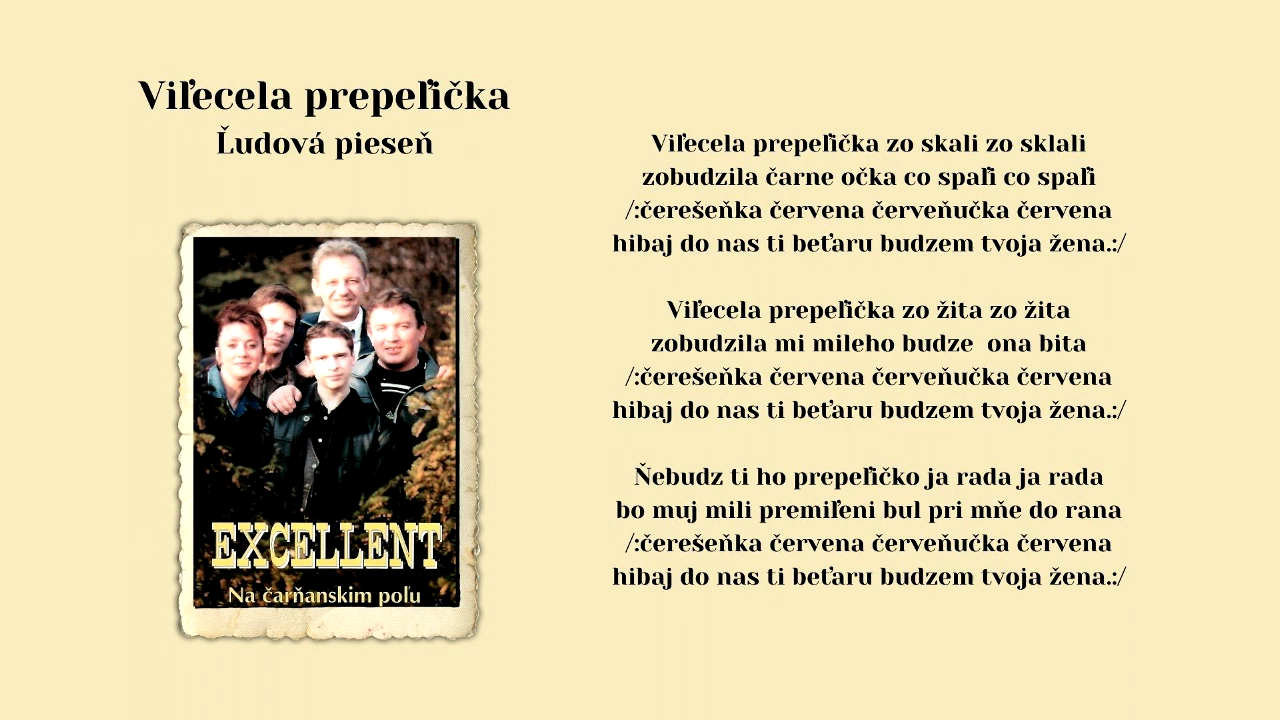 Viľecela prepeľička
Ľudová pieseň
EXCELLENT
Na čarňanskim poľu
Viľecela prepeľička zo skali zo sklali
zobudzila čarne očka co spaľi co spaľi
/:čerešeňka červena červeňučka červena
hibaj do nas ti beťaru budzem tvoja žena.:/
Viľecela prepeľička zo žita zo žita
zobudzila mi mileho budze  ona bita
/:čerešeňka červena červeňučka červena
hibaj do nas ti beťaru budzem tvoja žena.:/
Ňebudz ti ho prepeľičko ja rada ja rada
bo muj mili premiľeni bul pri mňe do rana
/:čerešeňka červena červeňučka červena
hibaj do nas ti beťaru budzem tvoja žena.:/